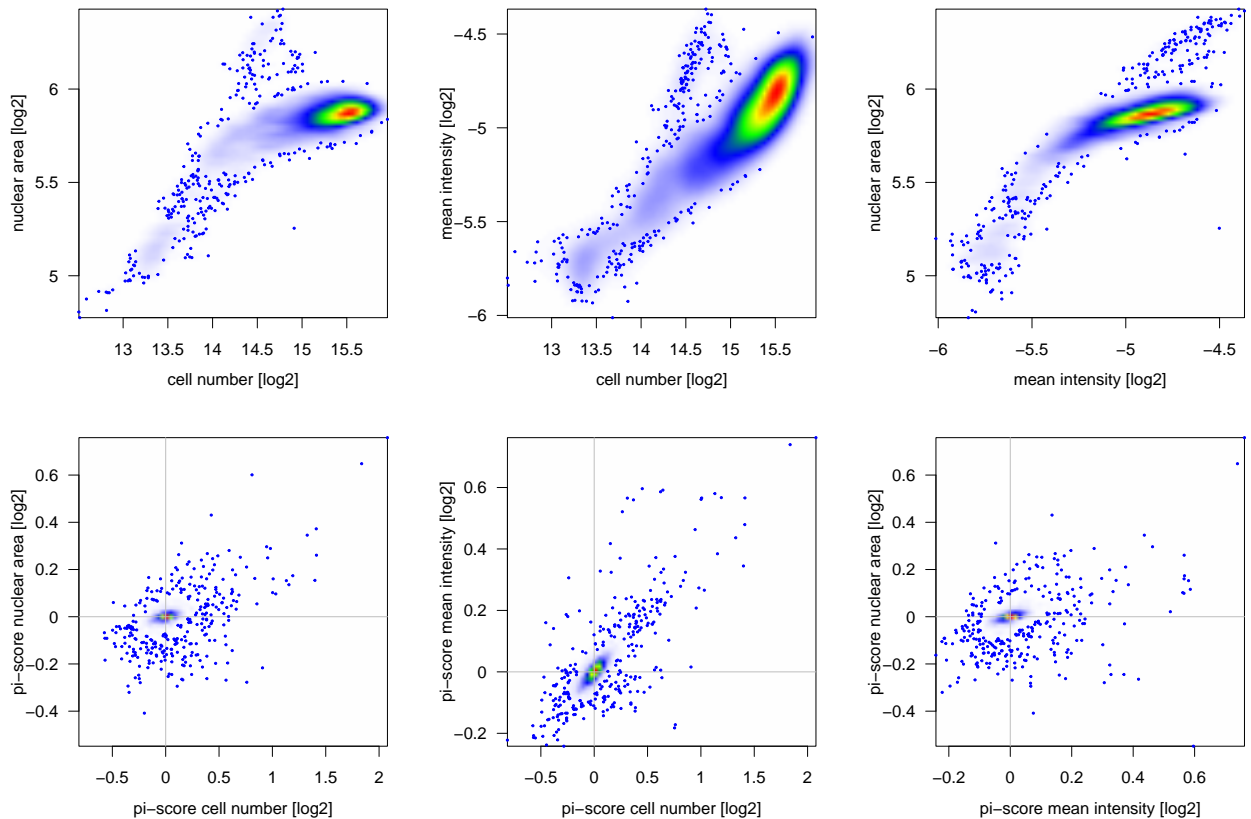 nuclear area [log2]
6
5.5
5
13 13.5 14 14.5 15 15.5
cell number [log2]
mean intensity [log2]
−4.5
−5
−5.5
−6
13 13.5 14 14.5 15 15.5
cell number [log2]
nuclear area [log2]
6
5.5
5
−6 −5.5 −5 −4.5
mean intensity [log2]
pi−score nuclear area [log2]
0.6
0.4
0.2
0
−0.2
−0.4
−0.5 0 0.5 1 1.5 2
pi−score cell number [log2]
pi−score mean intensity [log2]
0.6
0.4
0.2
0
−0.2
−0.5 0 0.5 1 1.5 2
pi−score cell number [log2]
pi−score nuclear area [log2]
0.6
0.4
0.2
0
−0.2
−0.4
−0.2 0 0.2 0.4 0.6
pi−score mean intensity [log2]